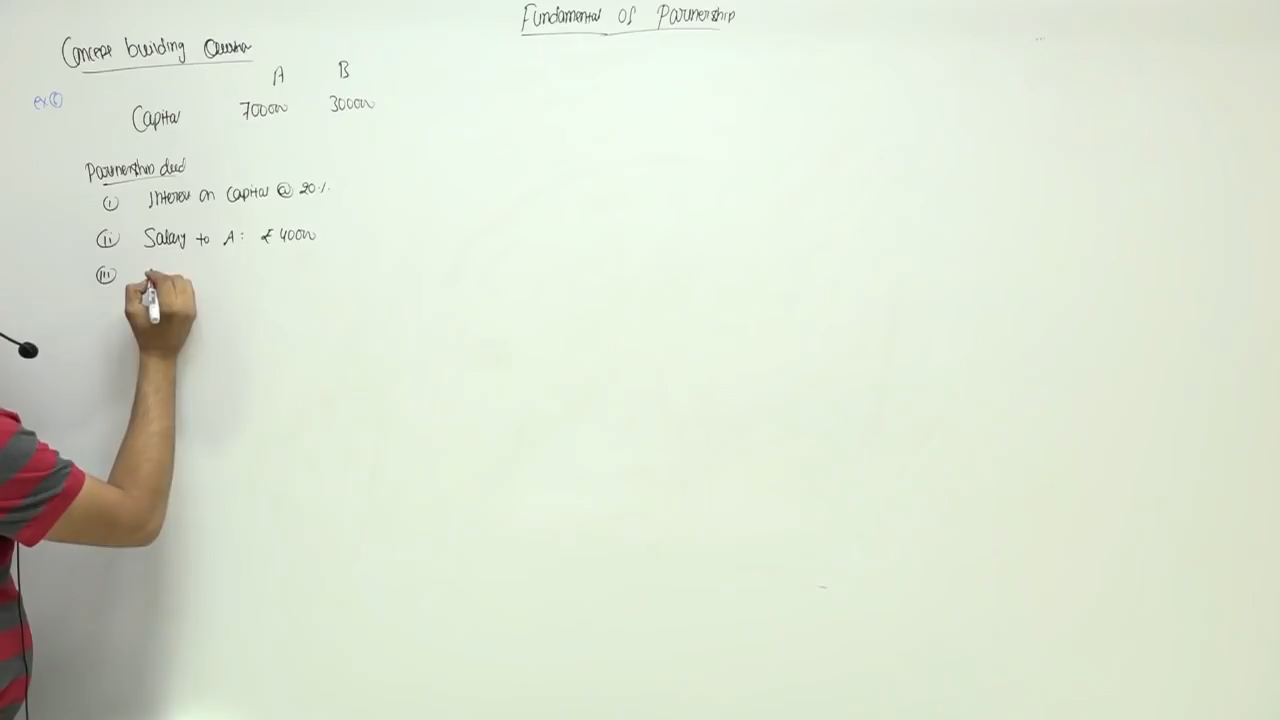 Fundamental of Partnership
Concept building Question
A B
ex 6
Capital 70000 30000
Partnership deed
(i) Interest on Capital @ 20%.
(ii) Salary to A: ₹ 4000
(iii)